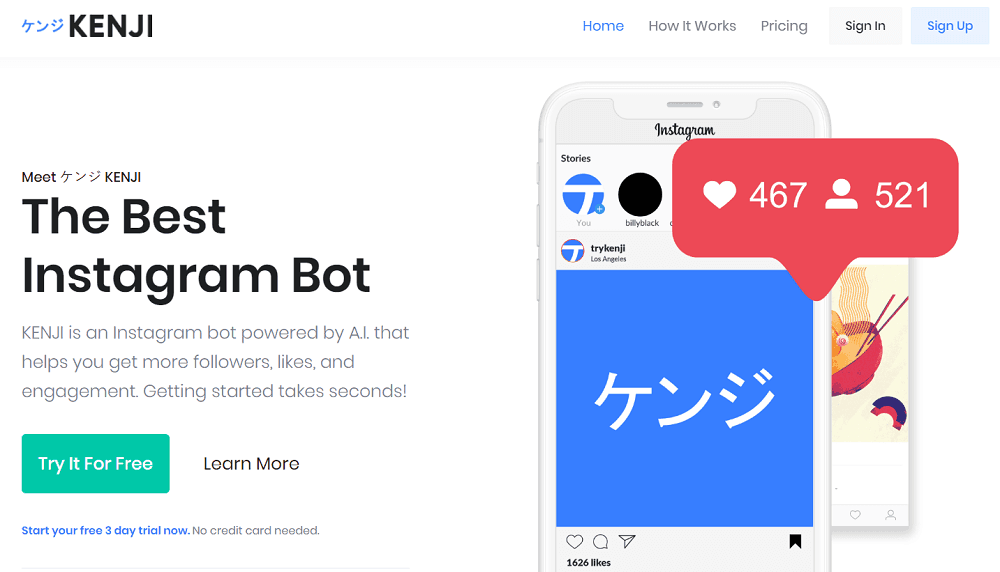 ケンジ KENJI
Home How It Works Pricing Sign In Sign Up
Meet ケンジ KENJI
The Best
Instagram Bot
KENJI is an Instagram bot powered by A.I. that
helps you get more followers, likes, and
engagement. Getting started takes seconds!
Try It For Free Learn More
Start your free 3 day trial now. No credit card needed.
Instagram
Stories
You billyblack
467 521
trykenji
Los Angeles
ケンジ
1626 likes